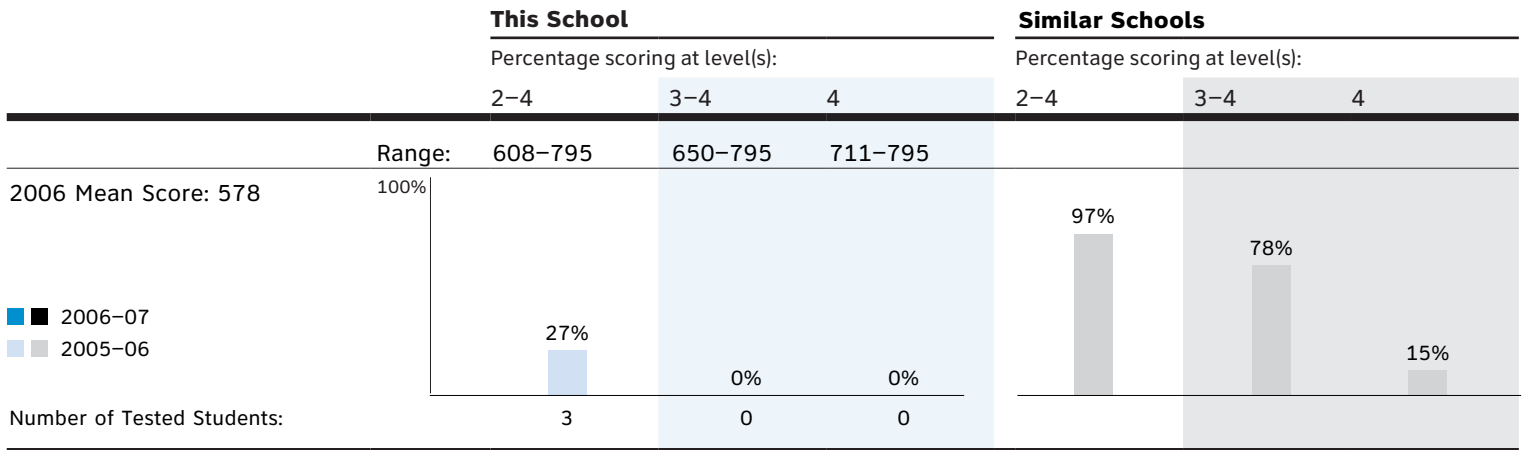 This School Similar Schools
Percentage scoring at level(s): Percentage scoring at level(s):
2–4 3–4 4 2–4 3–4 4
Range: 608–795 650–795 711–795
2006 Mean Score: 578 100%
97%
78%
2006–07
27%
2005–06
15%
0% 0%
Number of Tested Students: 3 0 0